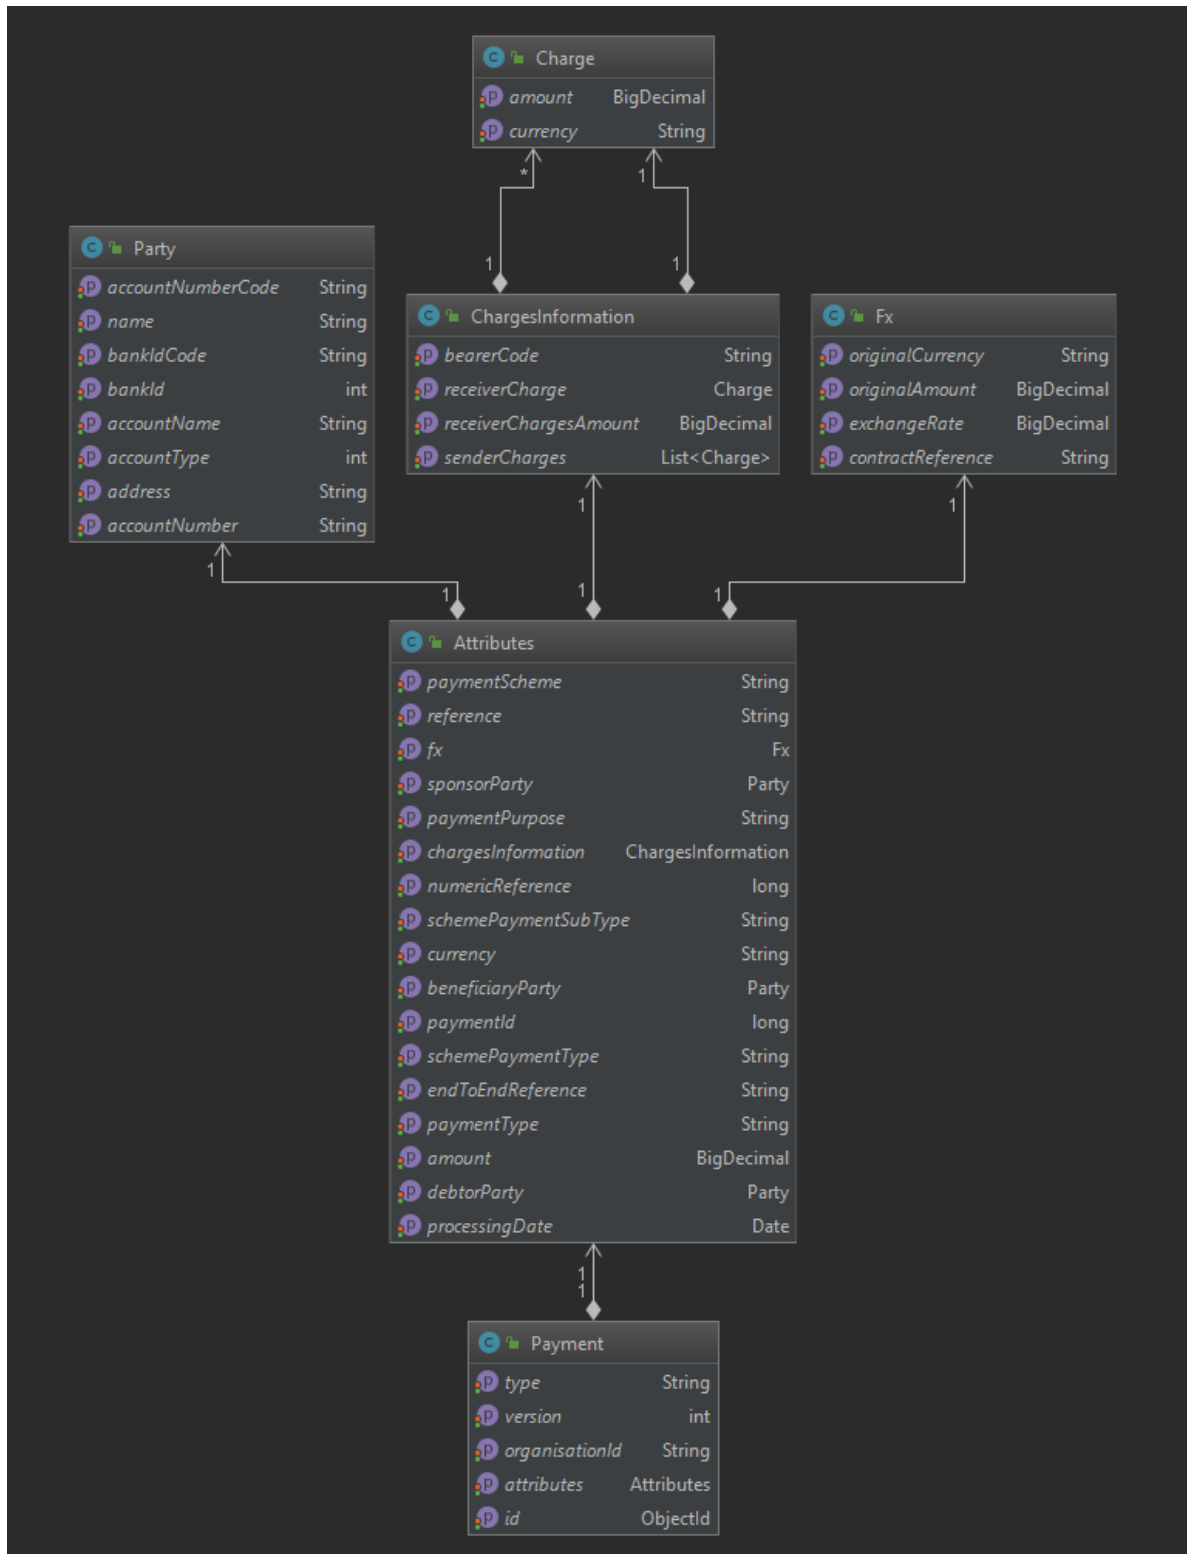 Charge
amount BigDecimal
currency String
* 1
1 1
Party
accountNumberCode String
name String
bankIdCode String
bankId int
accountName String
accountType int
address String
accountNumber String
ChargesInformation
bearerCode String
receiverCharge Charge
receiverChargesAmount BigDecimal
senderCharges List<Charge>
Fx
originalCurrency String
originalAmount BigDecimal
exchangeRate BigDecimal
contractReference String
1 1 1
1 1 1
Attributes
paymentScheme String
reference String
fx Fx
sponsorParty Party
paymentPurpose String
chargesInformation ChargesInformation
numericReference long
schemePaymentSubType String
currency String
beneficiaryParty Party
paymentId long
schemePaymentType String
endToEndReference String
paymentType String
amount BigDecimal
debtorParty Party
processingDate Date
1
1
Payment
type String
version int
organisationId String
attributes Attributes
id ObjectId